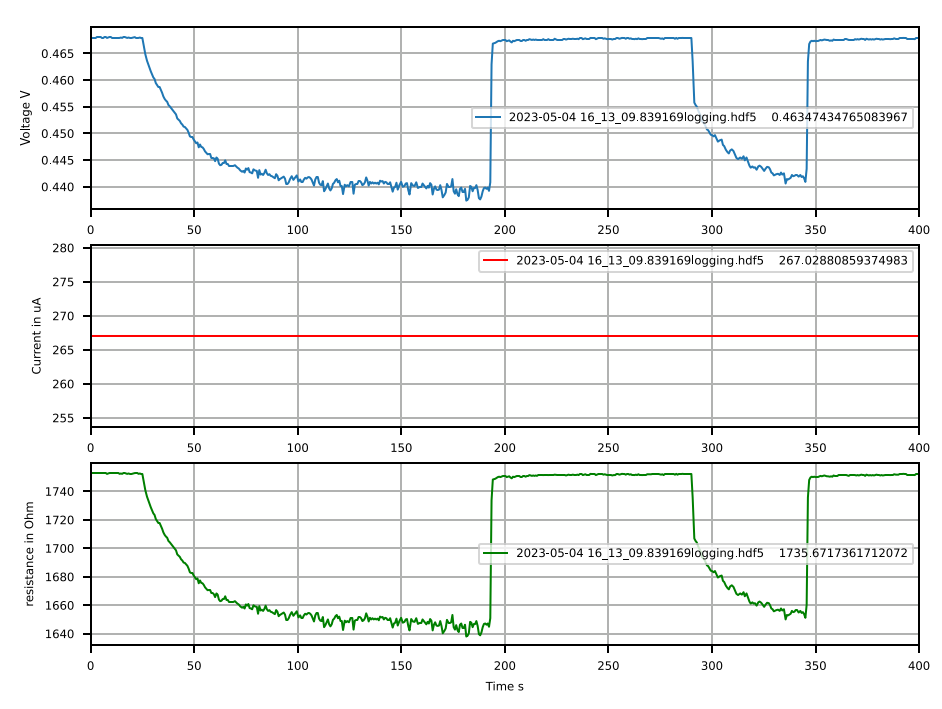 0.465
0.460
0.455
0.450
0.445
0.440
Voltage V
2023-05-04 16_13_09.839169logging.hdf5 0.46347434765083967
0 50 100 150 200 250 300 350 400
280
275
270
265
260
255
Current in uA
2023-05-04 16_13_09.839169logging.hdf5 267.02880859374983
0 50 100 150 200 250 300 350 400
1740
1720
1700
1680
1660
1640
resistance in Ohm
2023-05-04 16_13_09.839169logging.hdf5 1735.6717361712072
0 50 100 150 200 250 300 350 400
Time s